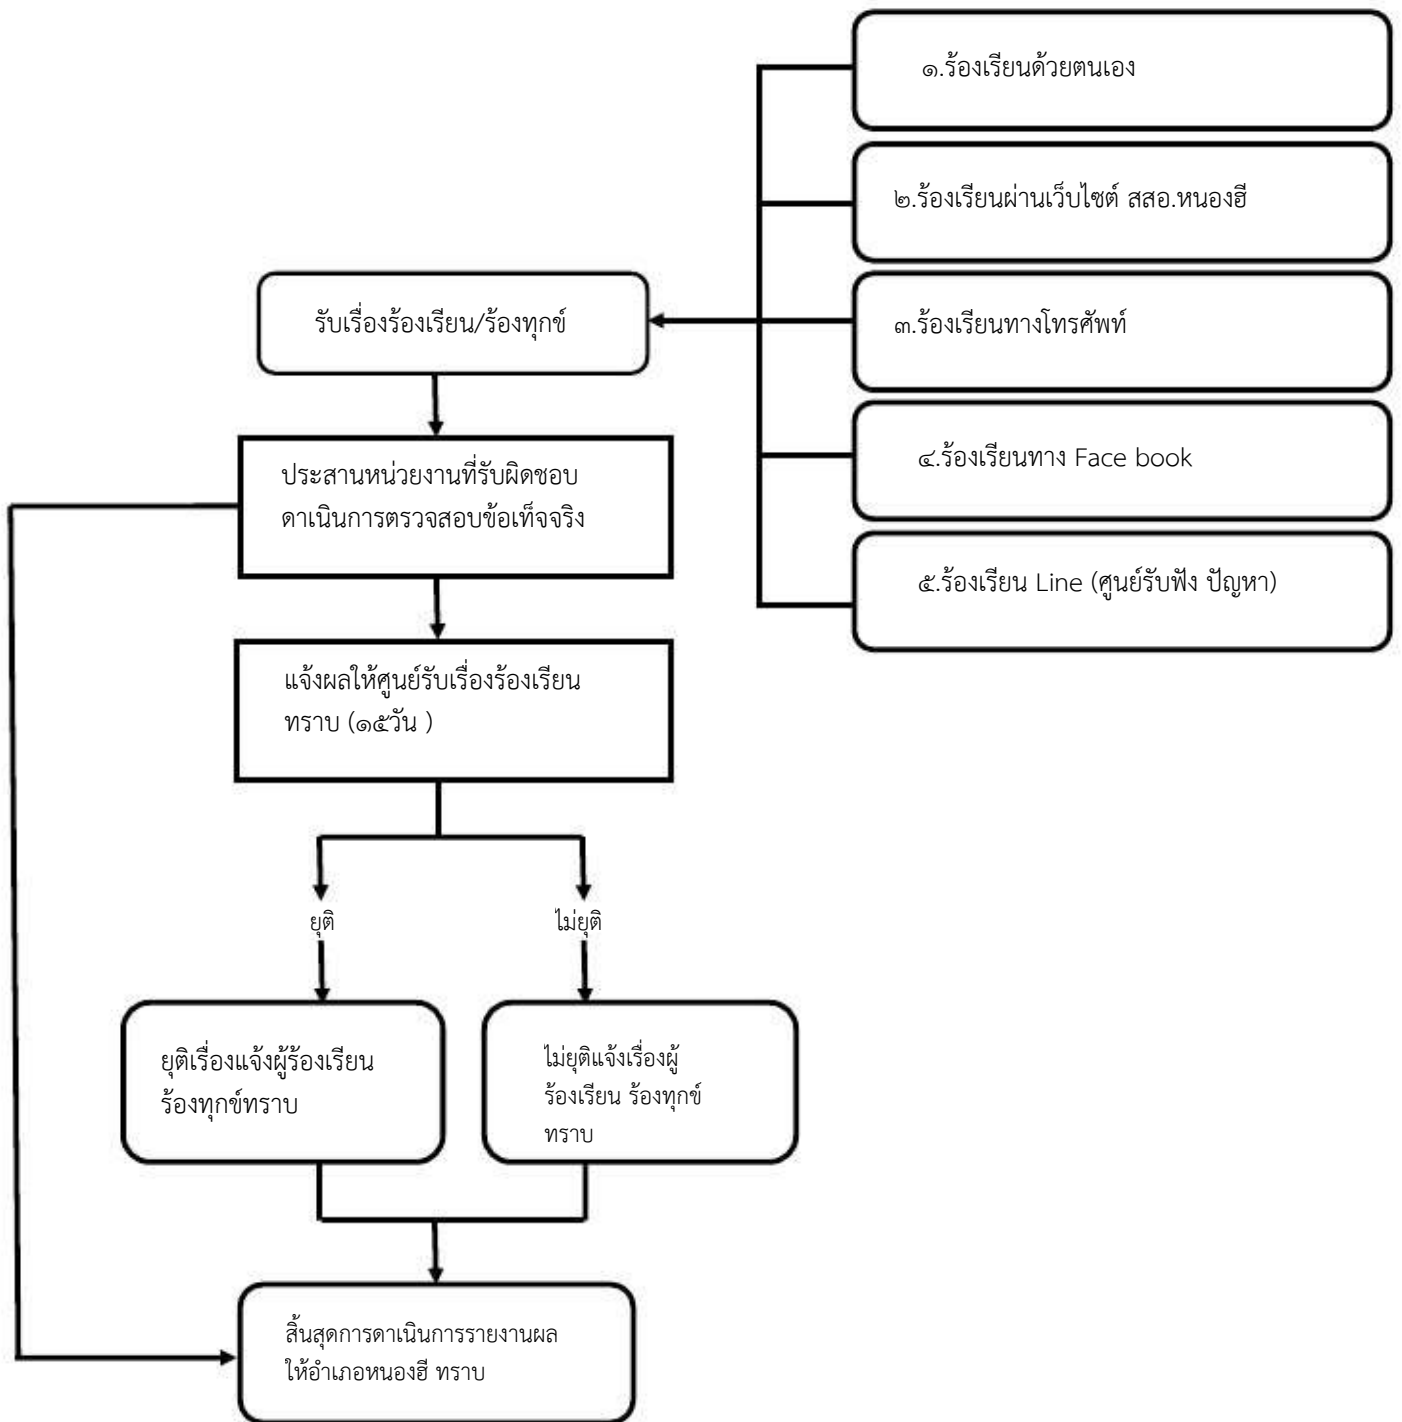 ๑.ร้องเรียนด้วยตนเอง
๒.ร้องเรียนผ่านเว็บไซต์ สสอ.หนองฮี
รับเรื่องร้องเรียน/ร้องทุกข์
๓.ร้องเรียนทางโทรศัพท์
๔.ร้องเรียนทาง Face book
ประสานหน่วยงานที่รับผิดชอบ
ดาเนินการตรวจสอบข้อเท็จจริง
๕.ร้องเรียน Line (ศูนย์รับฟัง ปัญหา)
แจ้งผลให้ศูนย์รับเรื่องร้องเรียน
ทราบ (๑๕วัน )
ยุติ
ไม่ยุติ
ยุติเรื่องแจ้งผู้ร้องเรียน
ร้องทุกข์ทราบ
ไม่ยุติแจ้งเรื่องผู้
ร้องเรียน ร้องทุกข์
ทราบ
สิ้นสุดการดาเนินการรายงานผล
ให้อำเภอหนองฮี ทราบ